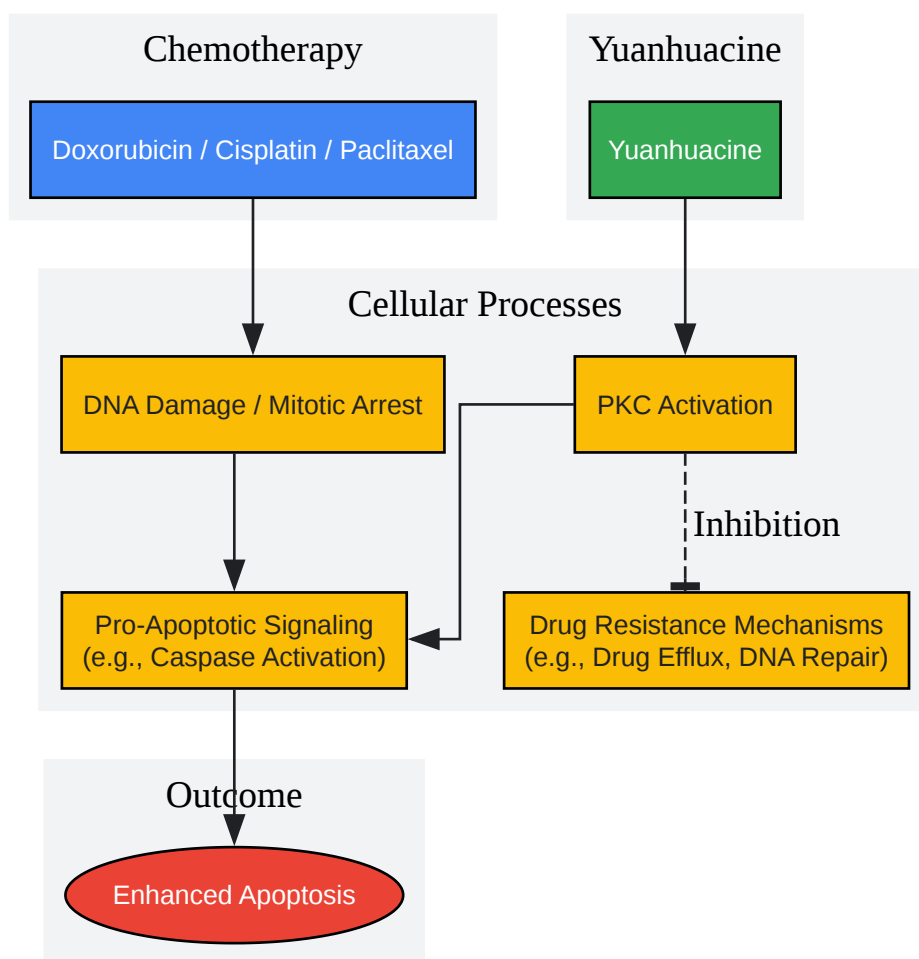 Chemotherapy
Yuanhuacine
Doxorubicin / Cisplatin / Paclitaxel
Yuanhuacine
Cellular Processes
DNA Damage / Mitotic Arrest
PKC Activation
Inhibition
Pro-Apoptotic Signaling
(e.g., Caspase Activation)
Drug Resistance Mechanisms
(e.g., Drug Efflux, DNA Repair)
Outcome
Enhanced Apoptosis